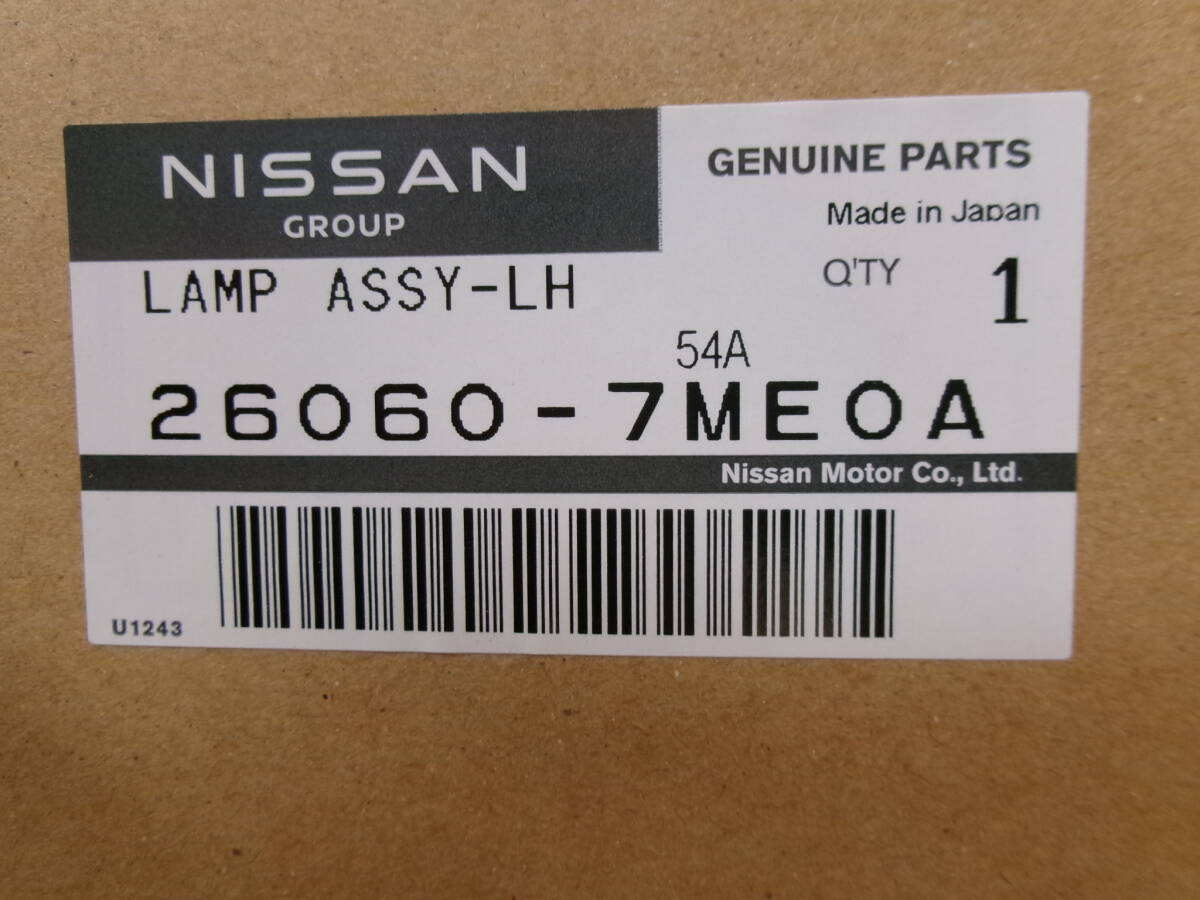 NISSAN
GROUP
GENUINE PARTS
Made in Japan
LAMP ASSY-LH
Q'TY 1
54A
26060-7ME0A
Nissan Motor Co., Ltd.
U1243